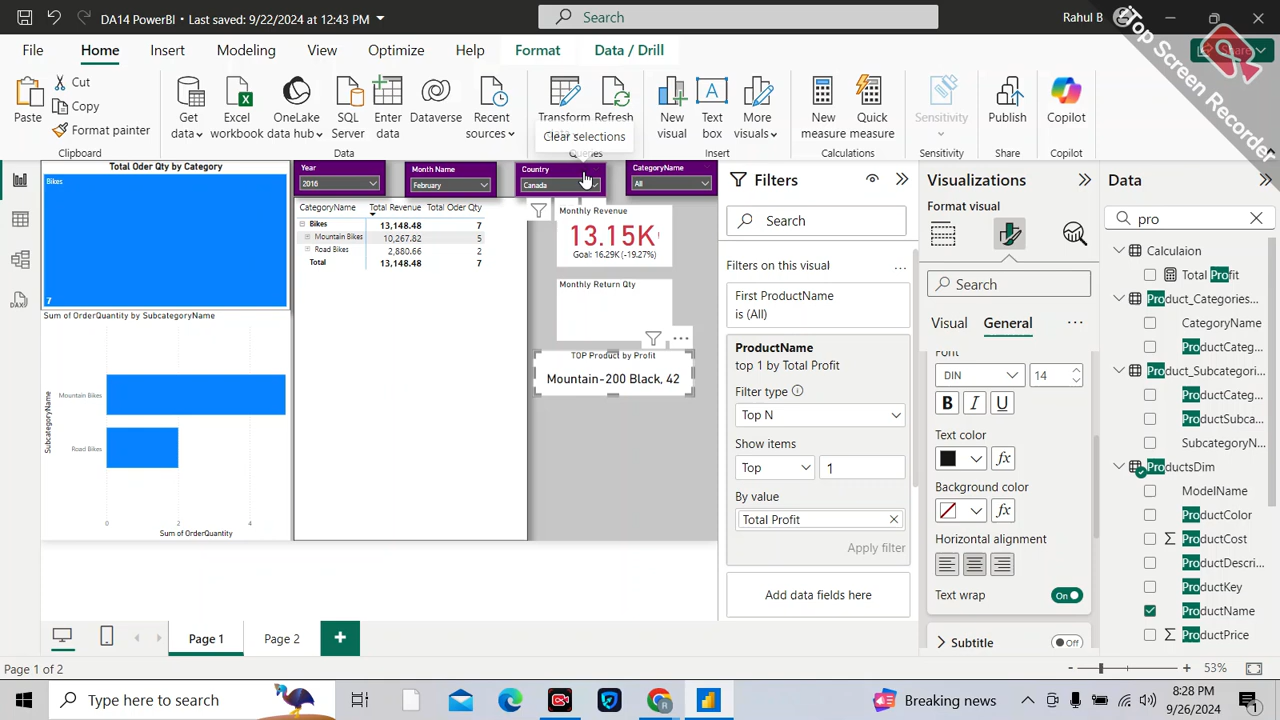 DA14 PowerBI • Last saved: 9/22/2024 at 12:43 PM
Search
Rahul B
iTop Screen Recorder
File Home Insert Modeling View Optimize Help Format Data / Drill
Share
Paste
Cut
Copy
Format painter
Clipboard
Get data
Excel workbook
OneLake data hub
SQL Server
Enter data
Dataverse
Recent sources
Data
Transform
Refresh
Clear selections
Queries
New visual
Text box
More visuals
Insert
New measure
Quick measure
Calculations
Sensitivity
Sensitivity
Publish
Share
Copilot
Copilot
Total Oder Qty by Category
Bikes
7
Year
2016
Month Name
February
Country
Canada
CategoryName
All
CategoryName Total Revenue Total Oder Qty
Bikes 13,148.48 7
Mountain Bikes 10,267.82 5
Road Bikes 2,880.66 2
Total 13,148.48 7
Monthly Revenue
13.15K!
Goal: 16.29K (-19.27%)
Monthly Return Qty
TOP Product by Profit
Mountain-200 Black, 42
Sum of OrderQuantity by SubcategoryName
SubcategoryName
Mountain Bikes
Road Bikes
0 2 4
Sum of OrderQuantity
Filters
Search
Filters on this visual
First ProductName
is (All)
ProductName
top 1 by Total Profit
Filter type
Top N
Show items
Top 1
By value
Total Profit
Apply filter
Add data fields here
Visualizations
Format visual
Search
Visual General
Font
DIN 14
B I U
Text color
fx
Background color
fx
Horizontal alignment
Text wrap On
Subtitle Off
Data
pro
Calculaion
Total Profit
Product_Categories...
CategoryName
ProductCateg...
Product_Subcategori...
ProductCateg...
ProductSubca...
SubcategoryN...
ProductsDim
ModelName
ProductColor
ProductCost
ProductDescri...
ProductKey
ProductName
ProductPrice
DAX
Page 1 Page 2
Page 1 of 2
53%
Type here to search
Breaking news
8:28 PM
9/26/2024